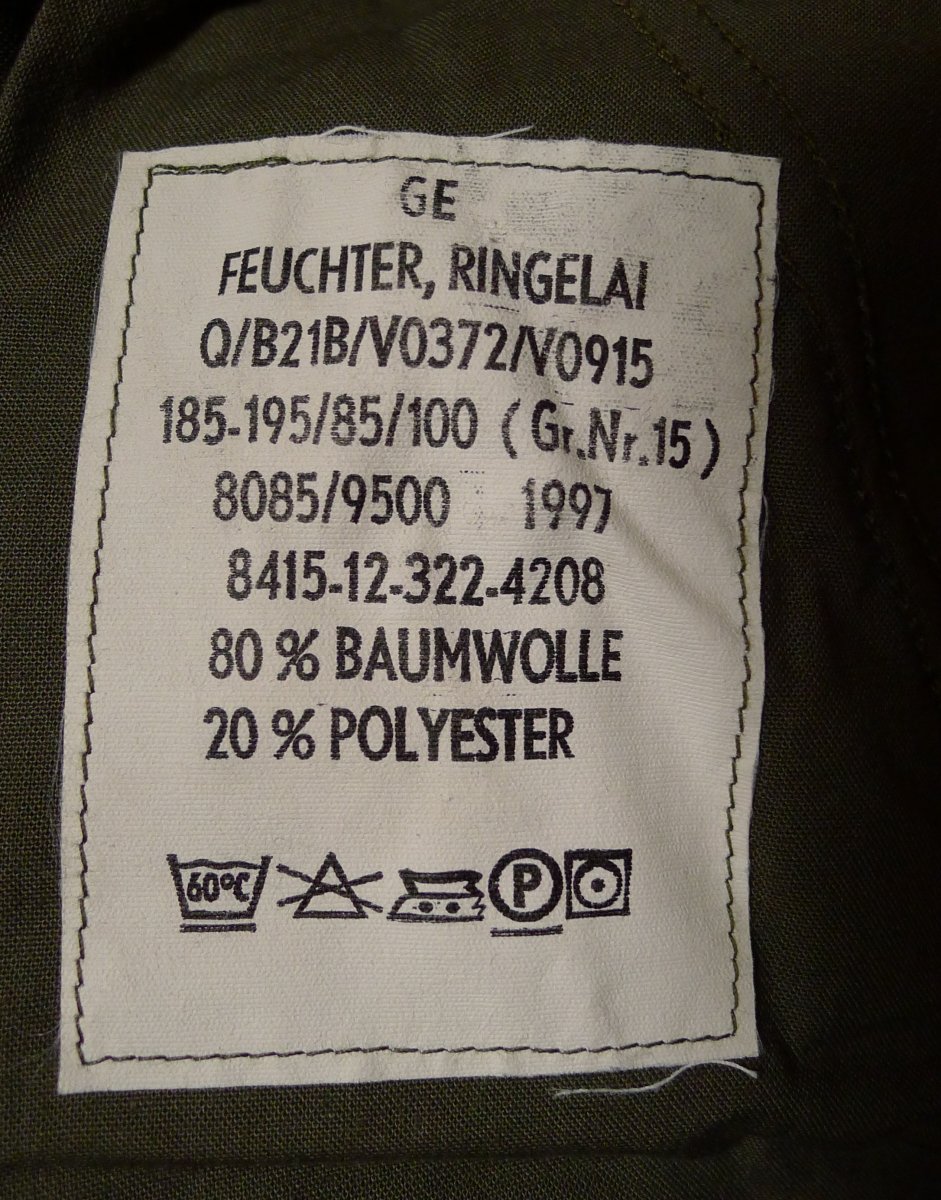 GE
FEUCHTER, RINGELAI
Q/B21B/V0372/V0915
185-195/85/100 (Gr.Nr.15)
8085/9500 1997
8415-12-322-4208
80 % BAUMWOLLE
20 % POLYESTER
60°C P